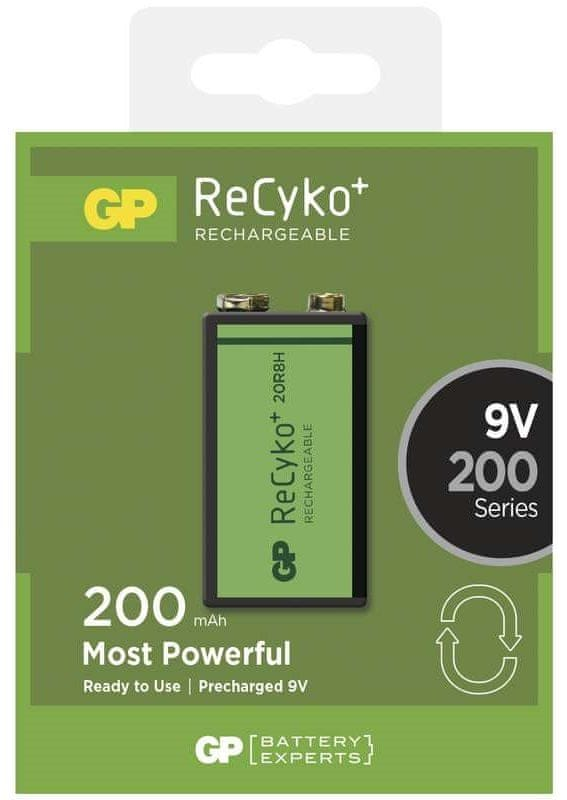 GP
ReCyko+
RECHARGEABLE
GP ReCyko+ 20R8H
RECHARGEABLE
9V
200
Series
200 mAh
Most Powerful
Ready to Use | Precharged 9V
GP [BATTERY
EXPERTS]